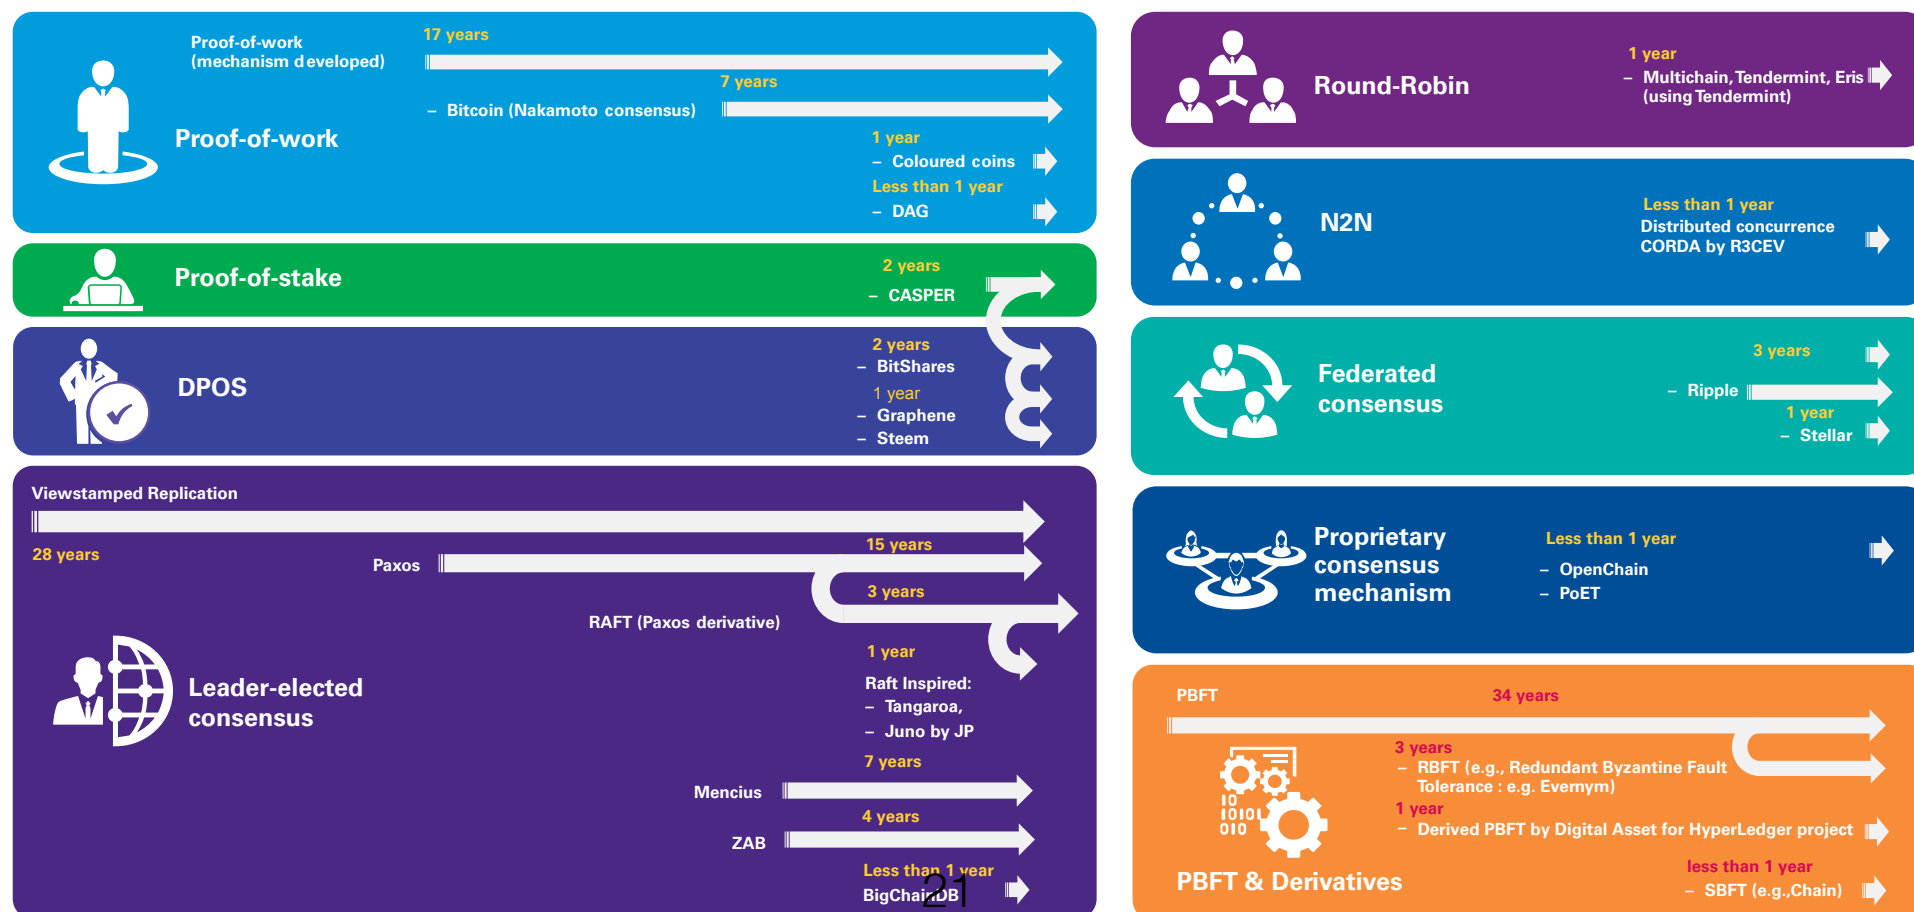 Proof-of-work
(mechanism developed)
17 years
7 years
– Bitcoin (Nakamoto consensus)
Proof-of-work
1 year
– Coloured coins
Less than 1 year
– DAG
Proof-of-stake
2 years
– CASPER
DPOS
2 years
– BitShares
1 year
– Graphene
– Steem
Viewstamped Replication
28 years
Paxos
15 years
3 years
RAFT (Paxos derivative)
1 year
Raft Inspired:
– Tangaroa,
– Juno by JP
Leader-elected
consensus
7 years
Mencius
4 years
ZAB
Less than 1 year
BigChainDB
21
Round-Robin
1 year
– Multichain, Tendermint, Eris
(using Tendermint)
N2N
Less than 1 year
Distributed concurrence
CORDA by R3CEV
Federated
consensus
3 years
– Ripple
1 year
– Stellar
Proprietary
consensus
mechanism
Less than 1 year
– OpenChain
– PoET
PBFT
34 years
3 years
– RBFT (e.g., Redundant Byzantine Fault
Tolerance : e.g. Evernym)
1 year
– Derived PBFT by Digital Asset for HyperLedger project
10
10101
010
less than 1 year
– SBFT (e.g.,Chain)
PBFT & Derivatives